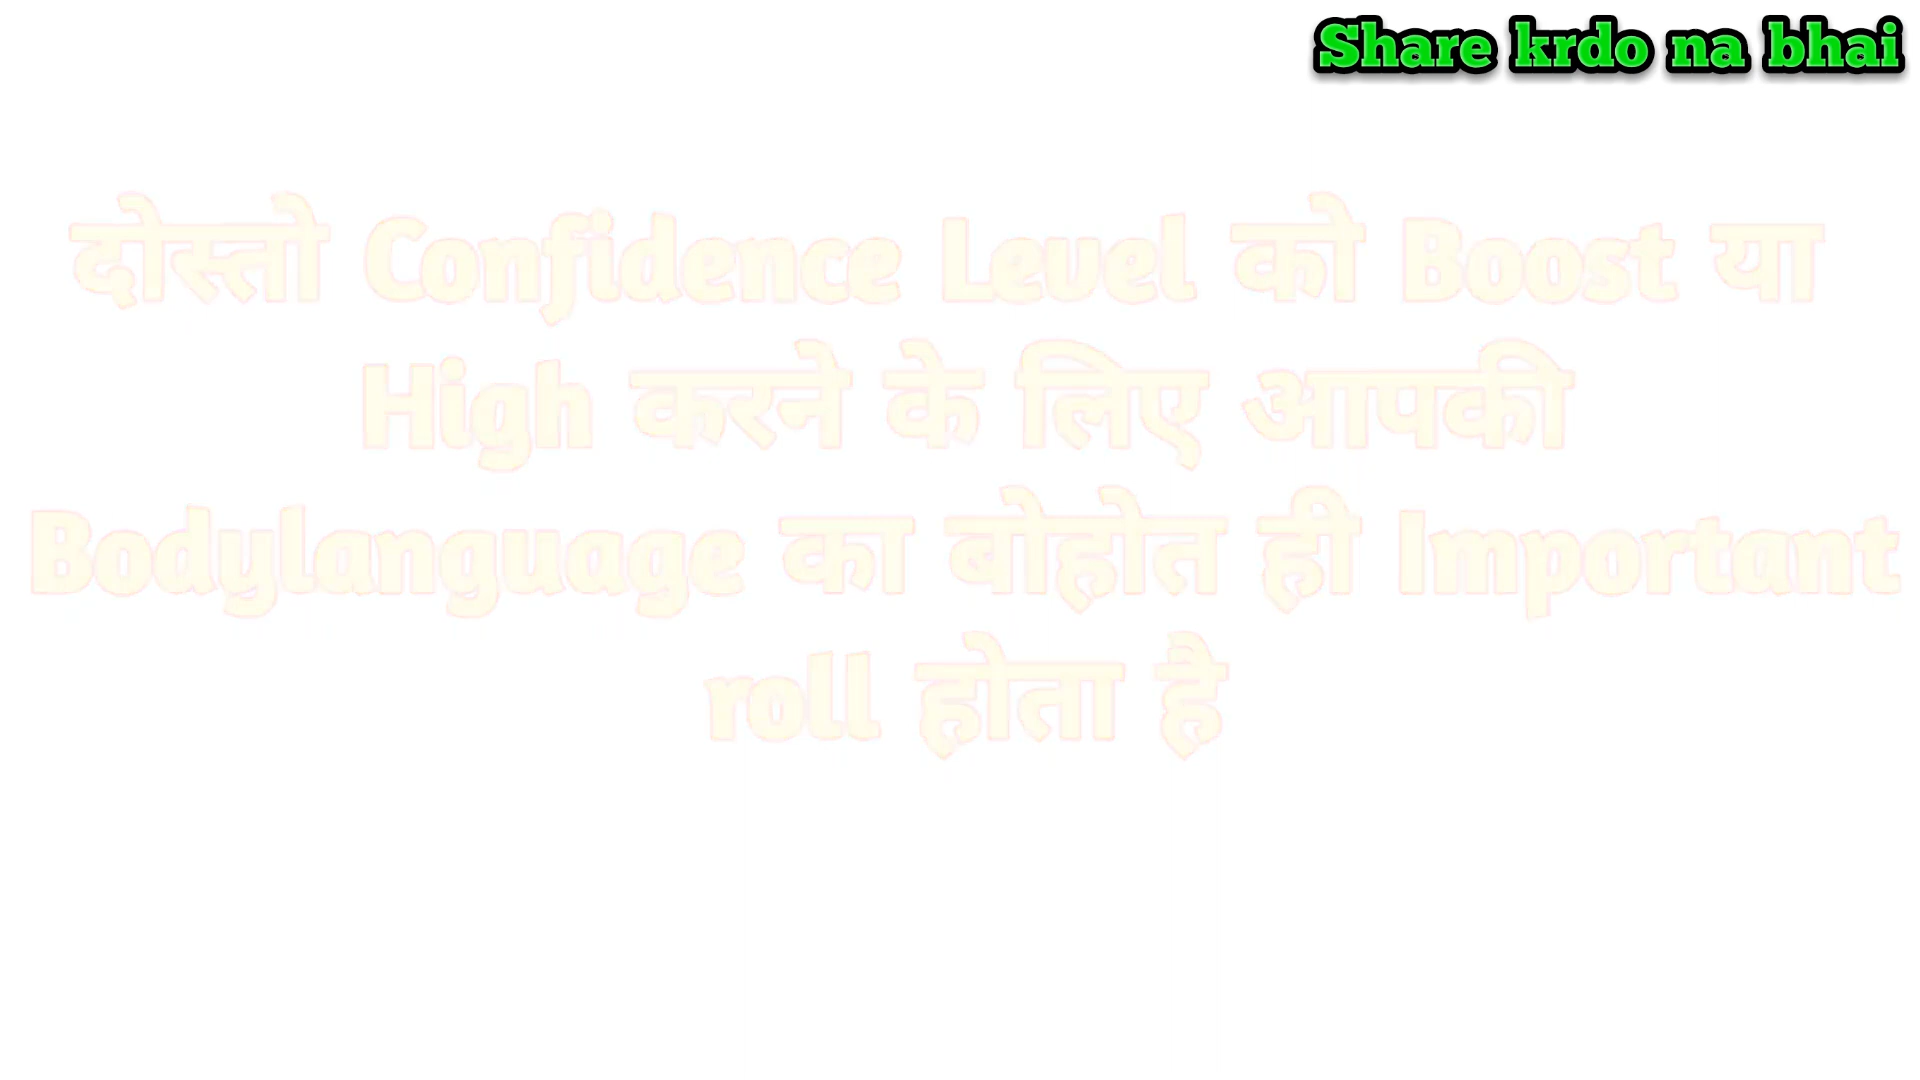 Share krdo na bhai
दोस्तो Confidence Level को Boost या
High करने के लिए आपकी
Bodylanguage का बोहोत ही Important
roll होता है